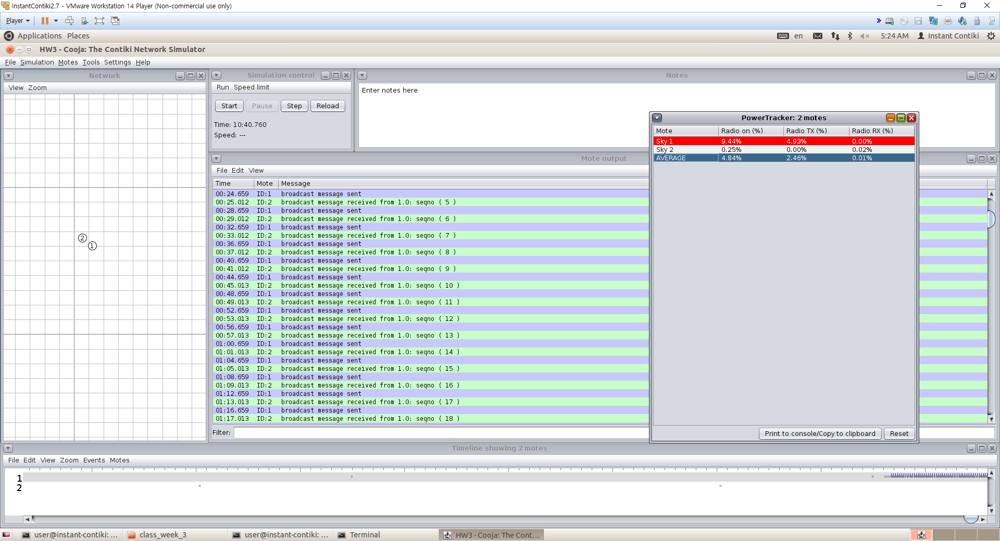 InstantContiki2.7 - VMware Workstation 14 Player (Non-commercial use only)
Player
Applications Places
en
5:24 AM
Instant Contiki
HW3 - Cooja: The Contiki Network Simulator
File Simulation Motes Tools Settings Help
Network
View Zoom
2
1
Simulation control
Run Speed limit
Start Pause Step Reload
Time: 10:40.760
Speed: ---
Notes
Enter notes here
Mote output
File Edit View
Time Mote Message
00:24.659 ID:1 broadcast message sent
00:25.012 ID:2 broadcast message received from 1.0: seqno ( 5 )
00:28.659 ID:1 broadcast message sent
00:29.012 ID:2 broadcast message received from 1.0: seqno ( 6 )
00:32.659 ID:1 broadcast message sent
00:33.012 ID:2 broadcast message received from 1.0: seqno ( 7 )
00:36.659 ID:1 broadcast message sent
00:37.012 ID:2 broadcast message received from 1.0: seqno ( 8 )
00:40.659 ID:1 broadcast message sent
00:41.012 ID:2 broadcast message received from 1.0: seqno ( 9 )
00:44.659 ID:1 broadcast message sent
00:45.013 ID:2 broadcast message received from 1.0: seqno ( 10 )
00:48.659 ID:1 broadcast message sent
00:49.013 ID:2 broadcast message received from 1.0: seqno ( 11 )
00:52.659 ID:1 broadcast message sent
00:53.013 ID:2 broadcast message received from 1.0: seqno ( 12 )
00:56.659 ID:1 broadcast message sent
00:57.013 ID:2 broadcast message received from 1.0: seqno ( 13 )
01:00.659 ID:1 broadcast message sent
01:01.013 ID:2 broadcast message received from 1.0: seqno ( 14 )
01:04.659 ID:1 broadcast message sent
01:05.013 ID:2 broadcast message received from 1.0: seqno ( 15 )
01:08.659 ID:1 broadcast message sent
01:09.013 ID:2 broadcast message received from 1.0: seqno ( 16 )
01:12.659 ID:1 broadcast message sent
01:13.013 ID:2 broadcast message received from 1.0: seqno ( 17 )
01:16.659 ID:1 broadcast message sent
01:17.013 ID:2 broadcast message received from 1.0: seqno ( 18 )
Filter:
PowerTracker: 2 motes
Mote Radio on (%) Radio TX (%) Radio RX (%)
Sky 1 9.44% 4.93% 0.00%
Sky 2 0.25% 0.00% 0.02%
AVERAGE 4.84% 2.46% 0.01%
Print to console/Copy to clipboard Reset
Timeline showing 2 motes
File Edit View Zoom Events Motes
1
2
user@instant-contiki: ...
class_week_3
user@instant-contiki: ...
Terminal
HW3 - Cooja: The Cont...